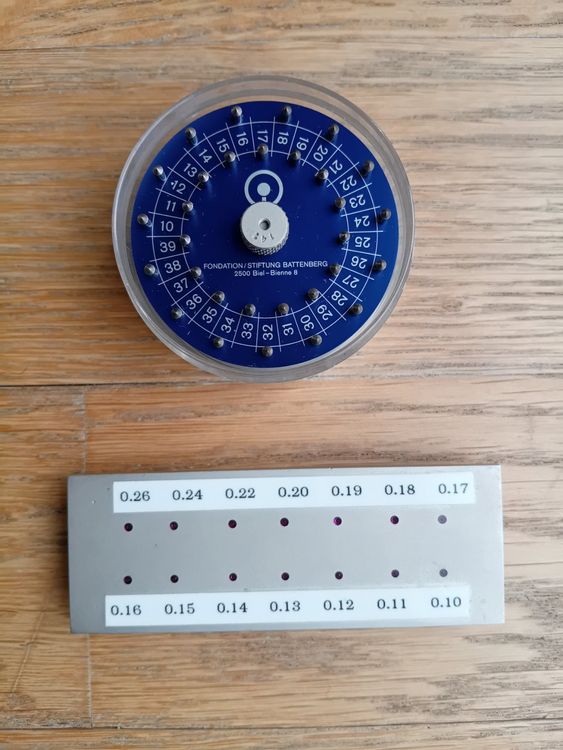 10 11 12 13 14 15 16 17 18 19 20 21 22 23 24 25 26 27 28 29 30 31 32 33 34 35 36 37 38 39
FONDATION/STIFTUNG BATTENBERG
2500 Biel-Bienne 8
0.26 0.24 0.22 0.20 0.19 0.18 0.17
0.16 0.15 0.14 0.13 0.12 0.11 0.10